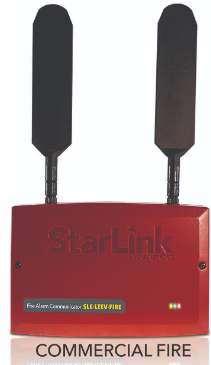 StarLink
Fire Alarm Communicator SLE-LTEV-FIRE
COMMERCIAL FIRE